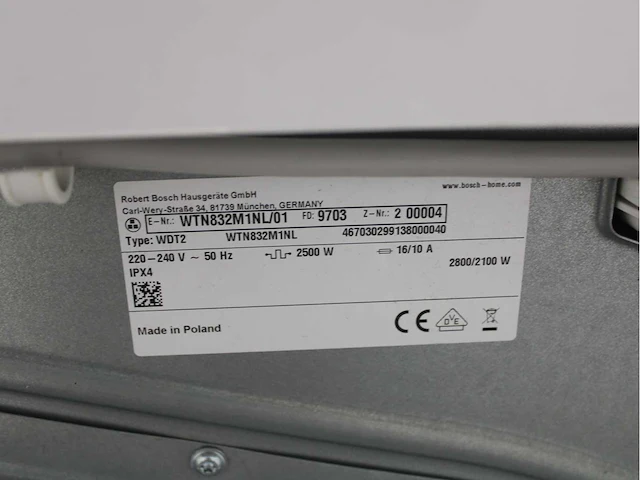 Robert Bosch Hausgeräte GmbH
www.bosch-home.com
Carl-Wery-Straße 34, 81739 München, GERMANY
E-Nr.: WTN832M1NL/01 FD: 9703 Z-Nr.: 2 00004
Type: WDT2 WTN832M1NL 467030299138000040
220-240 V ~ 50 Hz 2500 W 16/10 A
IPX4 2800/2100 W
Made in Poland CE VDE